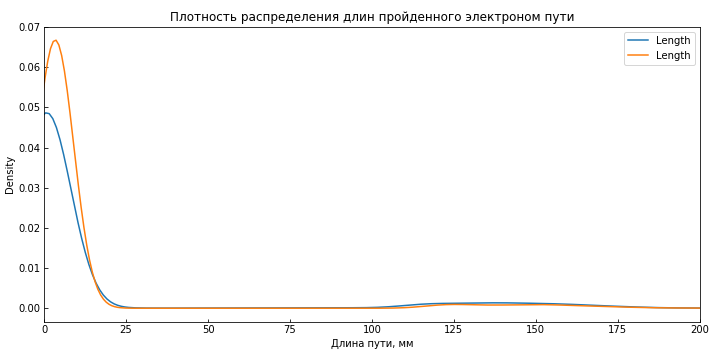 Плотность распределения длин пройденного электроном пути
Length
Length
Density
0.07
0.06
0.05
0.04
0.03
0.02
0.01
0.00
0 25 50 75 100 125 150 175 200
Длина пути, мм